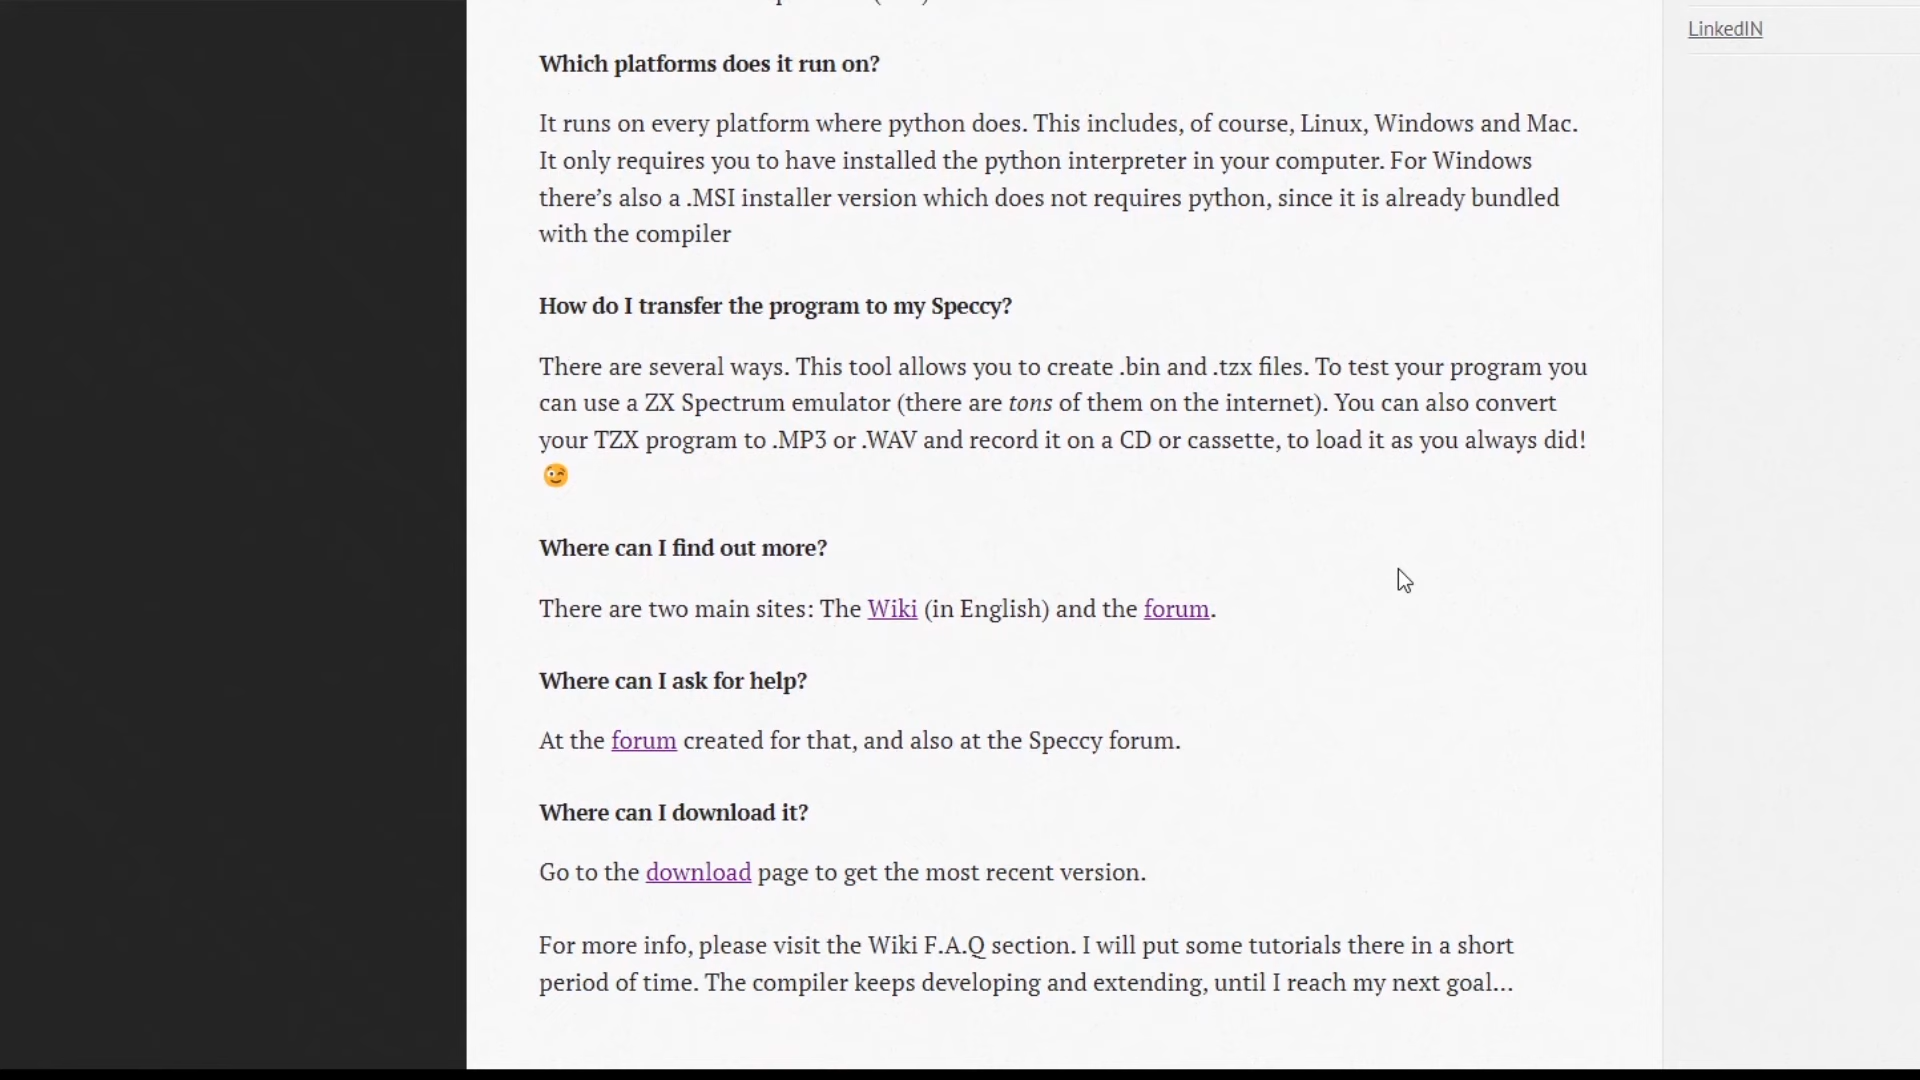 LinkedIN
Which platforms does it run on?
It runs on every platform where python does. This includes, of course, Linux, Windows and Mac.
It only requires you to have installed the python interpreter in your computer. For Windows
there’s also a .MSI installer version which does not requires python, since it is already bundled
with the compiler
How do I transfer the program to my Speccy?
There are several ways. This tool allows you to create .bin and .tzx files. To test your program you
can use a ZX Spectrum emulator (there are tons of them on the internet). You can also convert
your TZX program to .MP3 or .WAV and record it on a CD or cassette, to load it as you always did!
😉
Where can I find out more?
There are two main sites: The Wiki (in English) and the forum.
Where can I ask for help?
At the forum created for that, and also at the Speccy forum.
Where can I download it?
Go to the download page to get the most recent version.
For more info, please visit the Wiki F.A.Q section. I will put some tutorials there in a short
period of time. The compiler keeps developing and extending, until I reach my next goal…